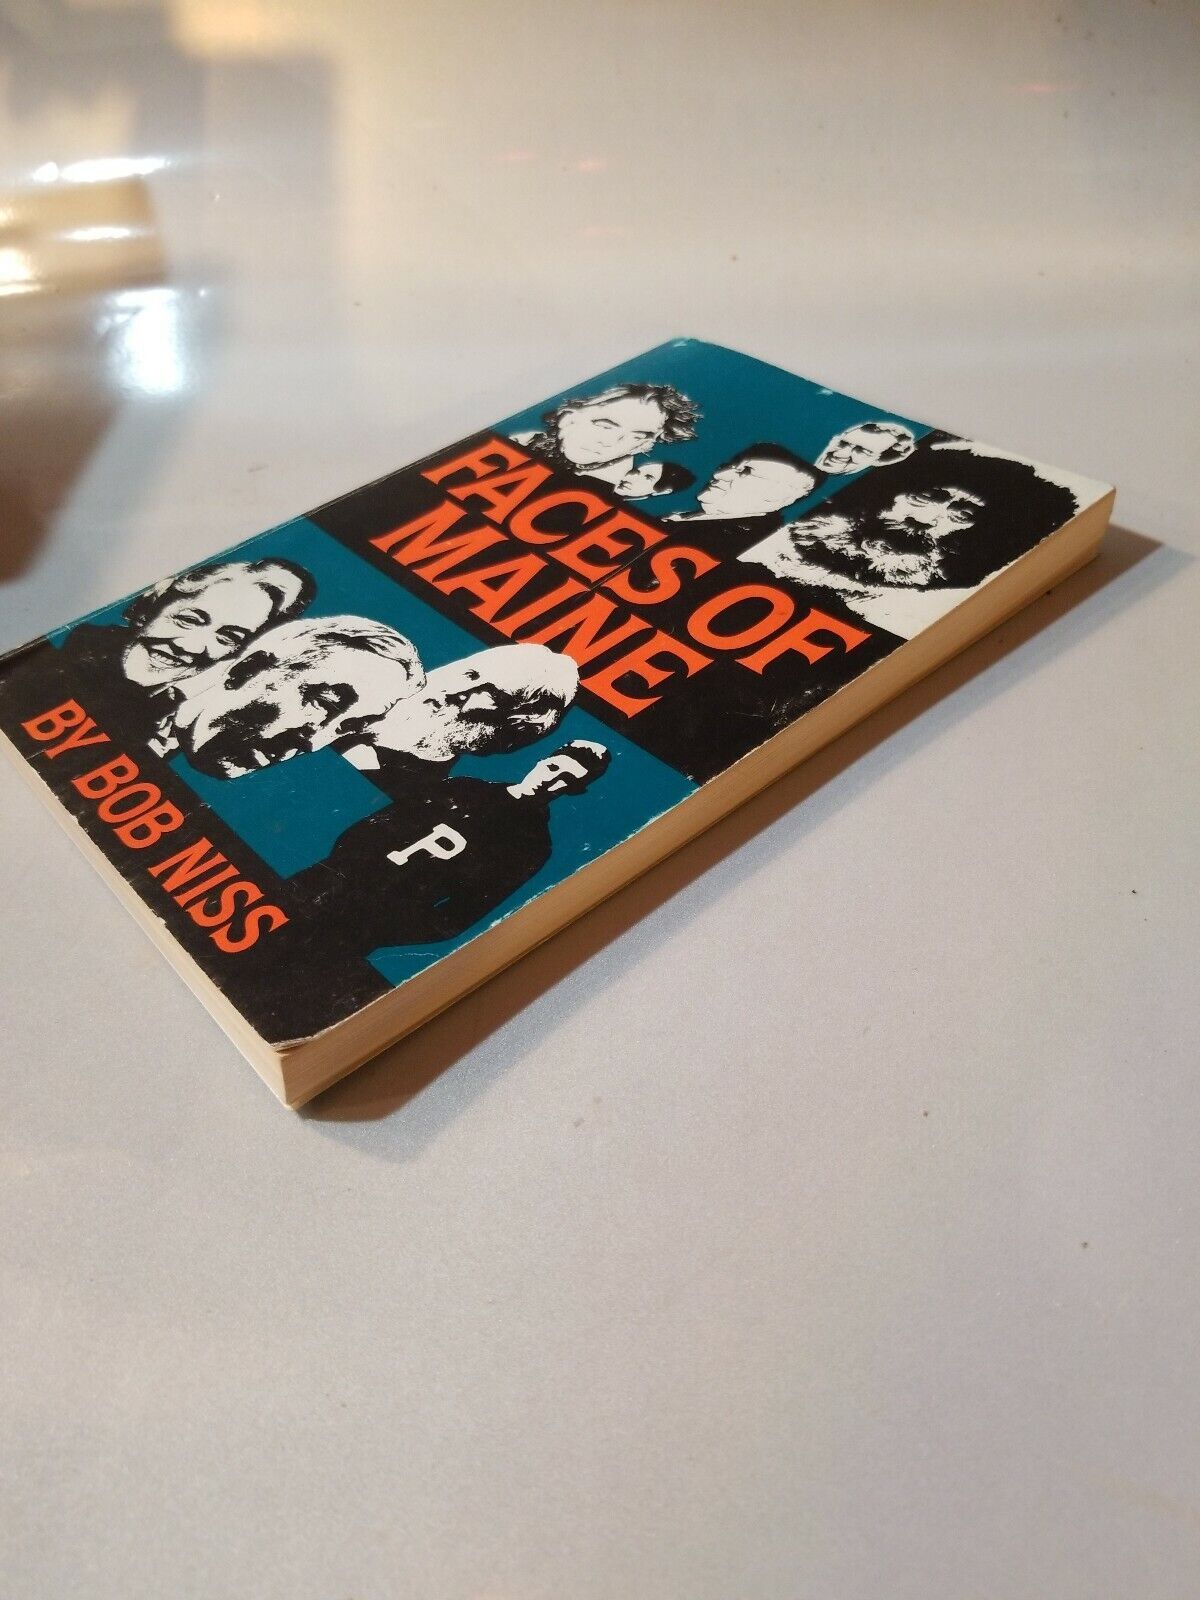 FACES OF
MAINE
P
BY BOB NISS